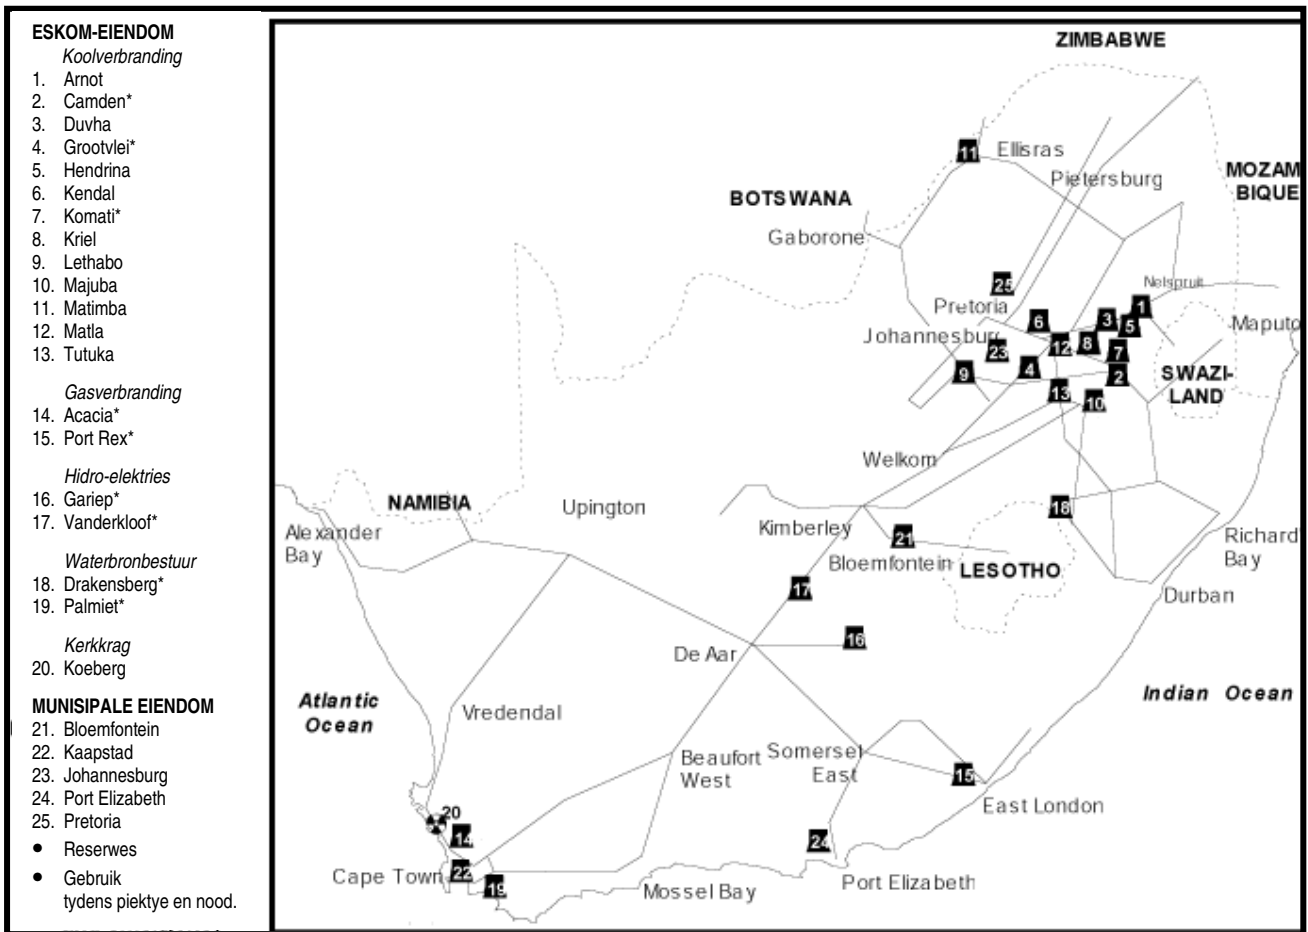 ESKOM-EIENDOM
Koolverbranding
1. Arnot
2. Camden*
3. Duvha
4. Grootvlei*
5. Hendrina
6. Kendal
7. Komati*
8. Kriel
9. Lethabo
10. Majuba
11. Matimba
12. Matla
13. Tutuka
Gasverbranding
14. Acacia*
15. Port Rex*
Hidro-elektries
16. Gariep*
17. Vanderkloof*
Waterbronbestuur
18. Drakensberg*
19. Palmiet*
Kerkkrag
20. Koeberg
MUNISIPALE EIENDOM
21. Bloemfontein
22. Kaapstad
23. Johannesburg
24. Port Elizabeth
25. Pretoria
• Reserwes
• Gebruik
tydens piektye en nood.
ZIMBABWE
11 Ellisras
MOZAM
BIQUE
Pietersburg
BOTSWANA
Gaborone
25
Nelspruit
Pretoria
1
6
3
5
Maputo
Johannesburg
23
12
8
7
9
4
2
SWAZI-
LAND
13
10
Welkom
NAMIBIA
Upington
18
Alexander
Bay
Kimberley
21
Richard
Bay
Bloemfontein
LESOTHO
17
Durban
16
De Aar
Atlantic
Ocean
Indian Ocean
Vredendal
Beaufort
West
Somerset
East
15
East London
20
14
24
Cape Town
22
19
Mossel Bay
Port Elizabeth